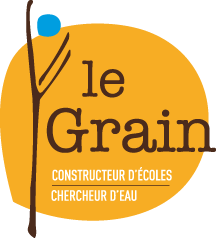 le
Grain
CONSTRUCTEUR D'ÉCOLES
CHERCHEUR D'EAU